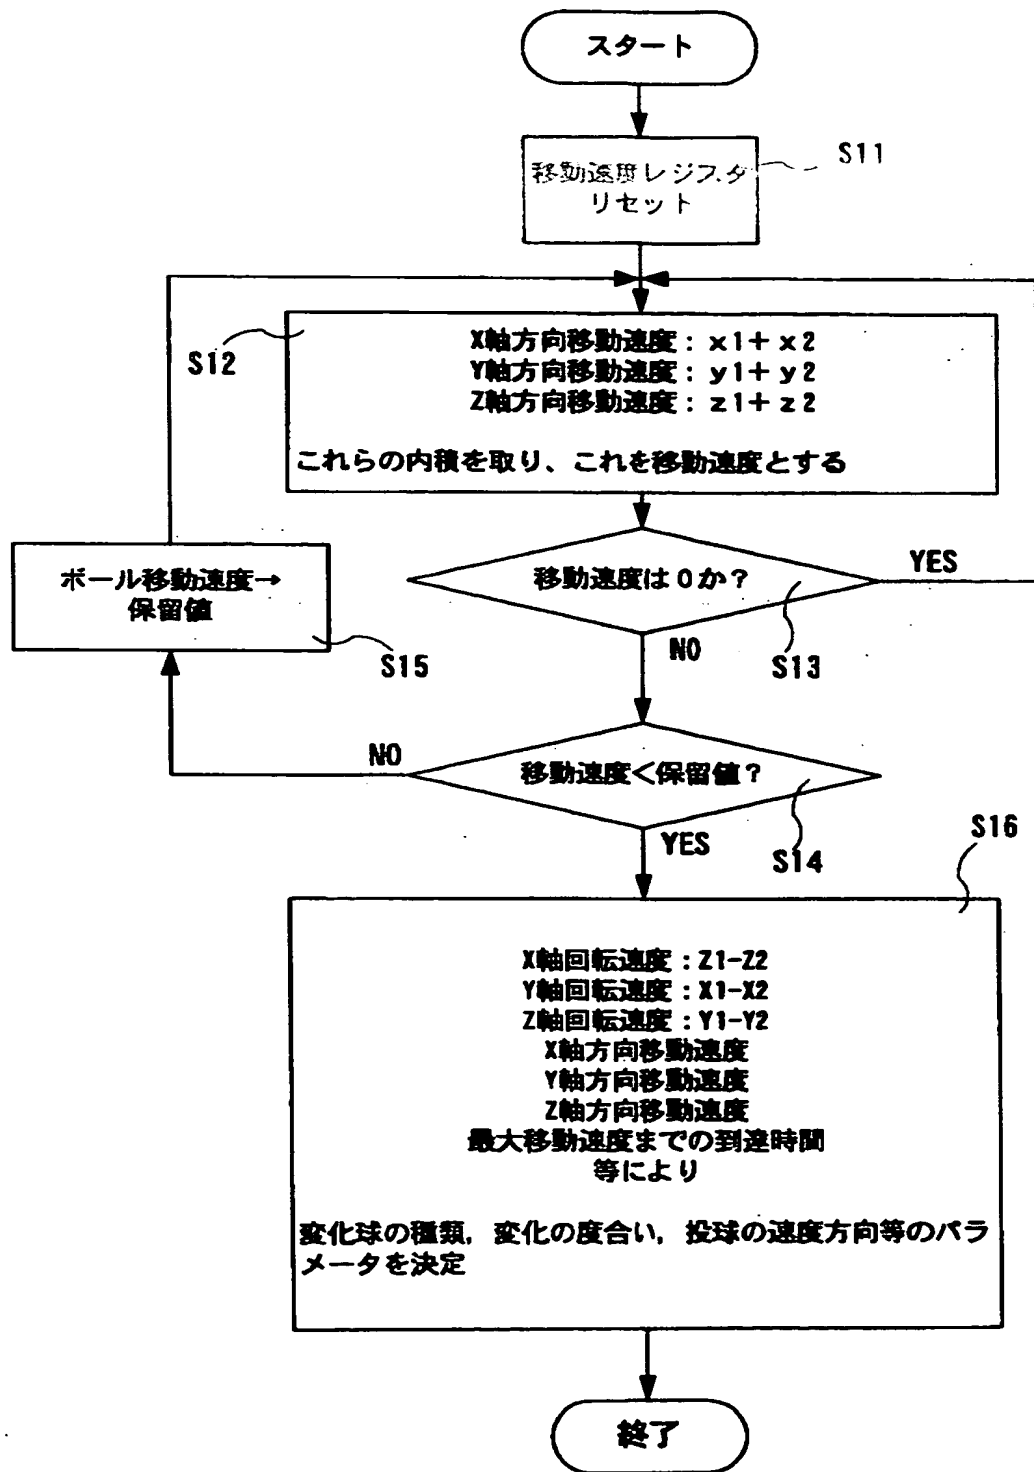 スタート
移動速度レジスタ
リセット
S11
S12
X軸方向移動速度：x1＋x2
Y軸方向移動速度：y1＋y2
Z軸方向移動速度：z1＋z2
これらの内積を取り、これを移動速度とする
ボール移動速度→
保留値
S15
移動速度は０か？
YES
S13
NO
移動速度＜保留値？
NO
S14
YES
S16
X軸回転速度：Z1-Z2
Y軸回転速度：X1-X2
Z軸回転速度：Y1-Y2
X軸方向移動速度
Y軸方向移動速度
Z軸方向移動速度
最大移動速度までの到達時間
等により
変化球の種類，変化の度合い，投球の速度方向等のパラ
メータを決定
終了